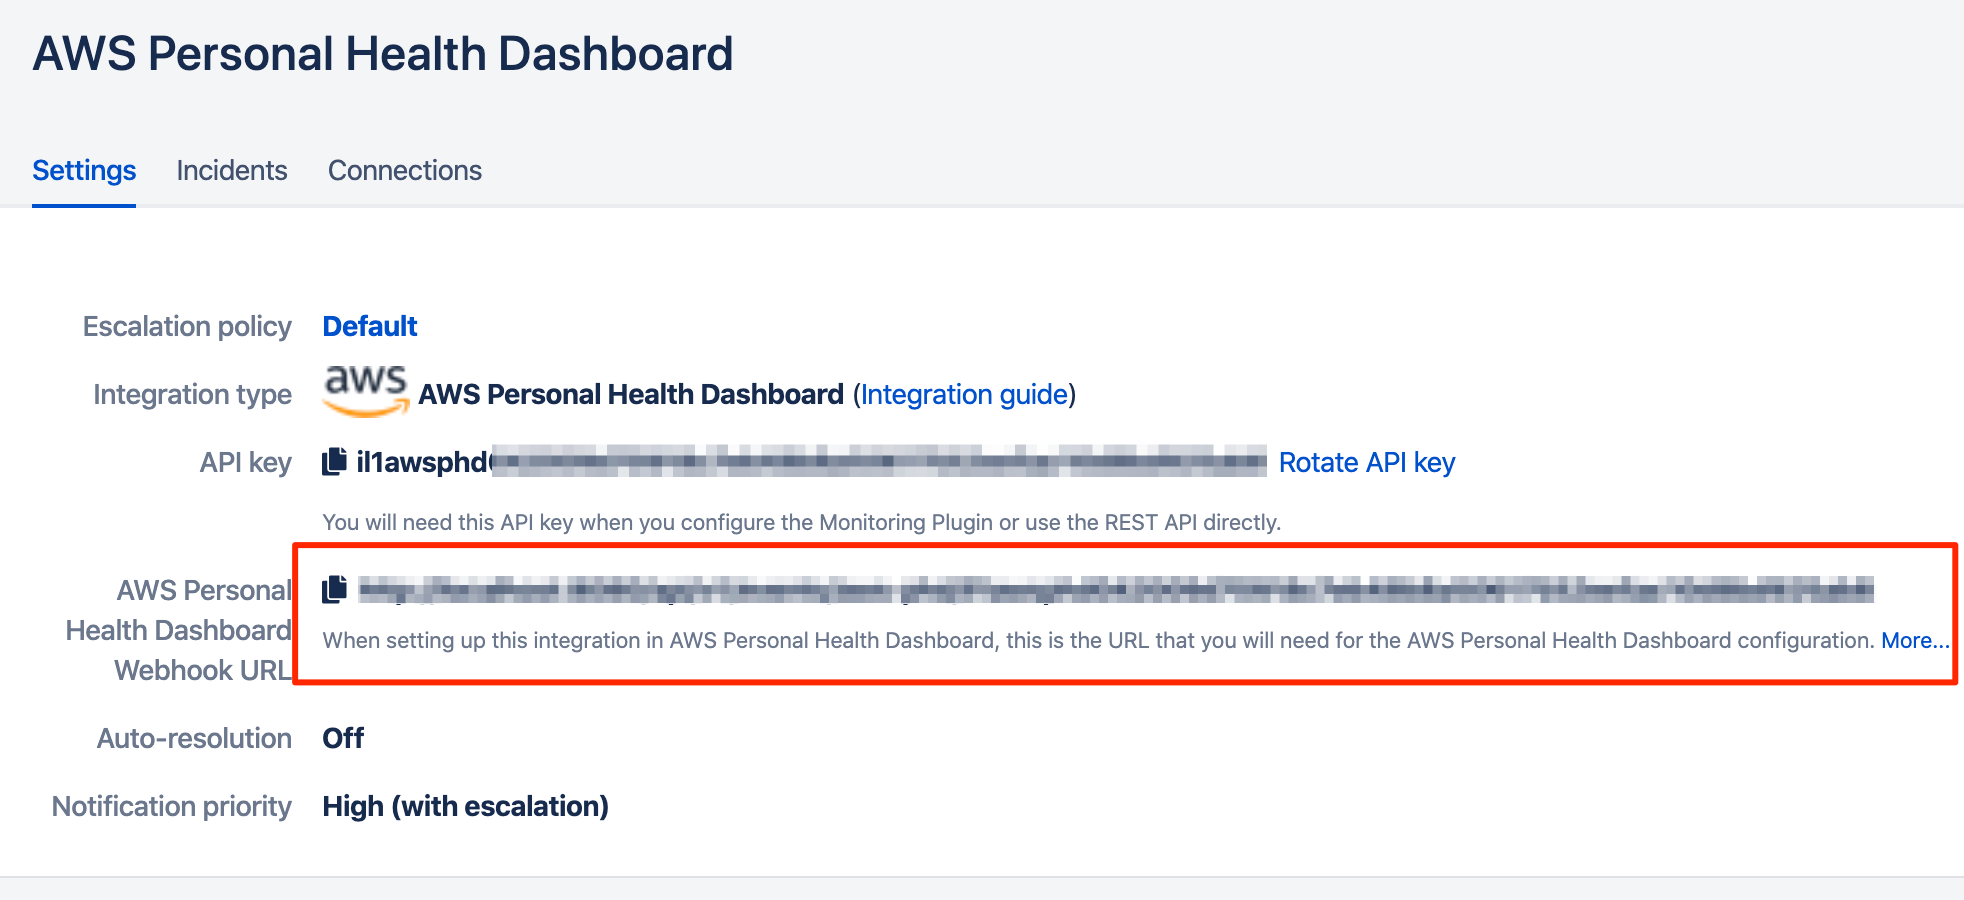 AWS Personal Health Dashboard
Settings Incidents Connections
Escalation policy Default
Integration type aws AWS Personal Health Dashboard (Integration guide)
API key il1awsphd Rotate API key
You will need this API key when you configure the Monitoring Plugin or use the REST API directly.
AWS Personal
Health Dashboard
Webhook URL
When setting up this integration in AWS Personal Health Dashboard, this is the URL that you will need for the AWS Personal Health Dashboard configuration. More...
Auto-resolution Off
Notification priority High (with escalation)